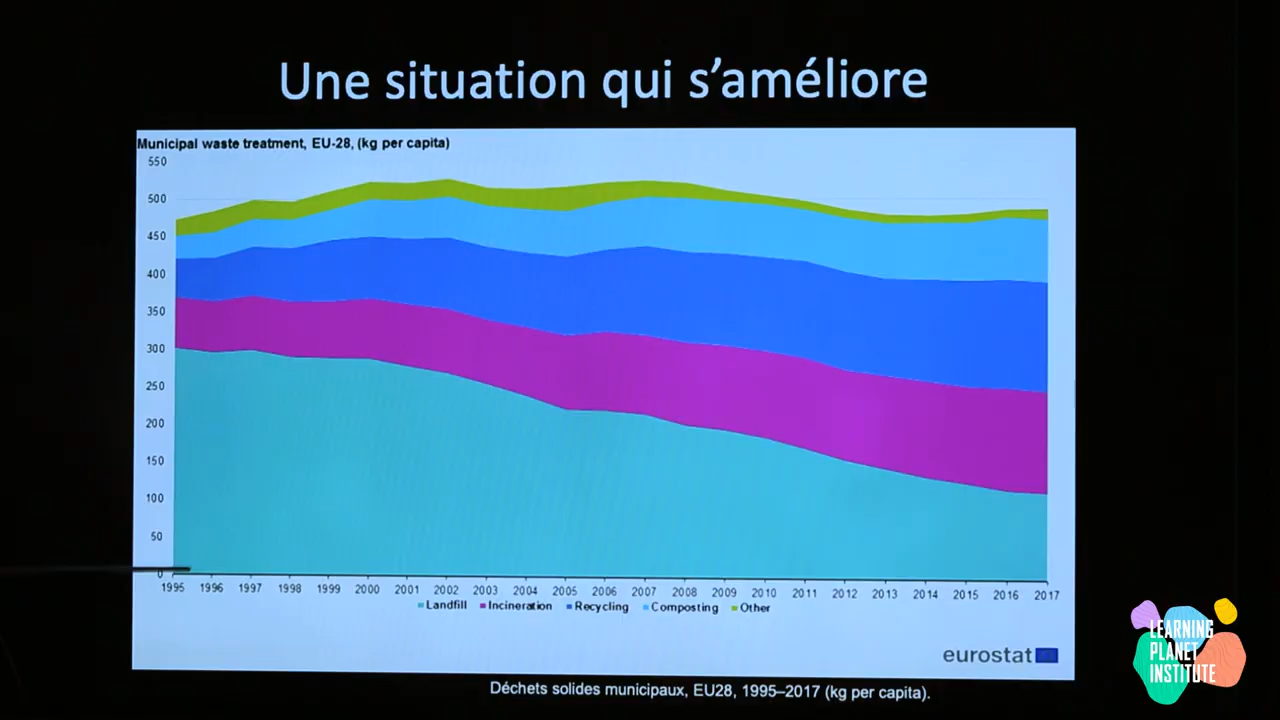 Une situation qui s'améliore
Municipal waste treatment, EU-28, (kg per capita)
550
500
450
400
350
300
250
200
150
100
50
0
1995 1996 1997 1998 1999 2000 2001 2002 2003 2004 2005 2006 2007 2008 2009 2010 2011 2012 2013 2014 2015 2016 2017
Landfill Incineration Recycling Composting Other
eurostat
Déchets solides municipaux, EU28, 1995–2017 (kg per capita).
LEARNING
PLANET
INSTITUTE